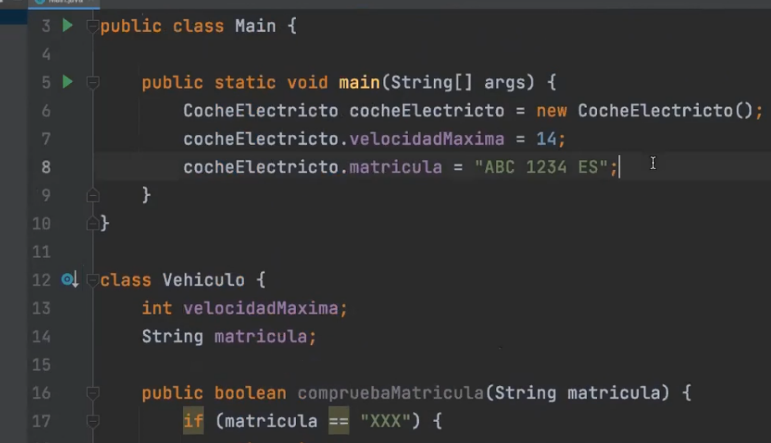 3 public class Main {
4
5 public static void main(String[] args) {
6 CocheElectricto cocheElectricto = new CocheElectricto();
7 cocheElectricto.velocidadMaxima = 14;
8 cocheElectricto.matricula = "ABC 1234 ES";
9 }
10 }
11
12 class Vehiculo {
13 int velocidadMaxima;
14 String matricula;
15
16 public boolean compruebaMatricula(String matricula) {
17 if (matricula == "XXX") {